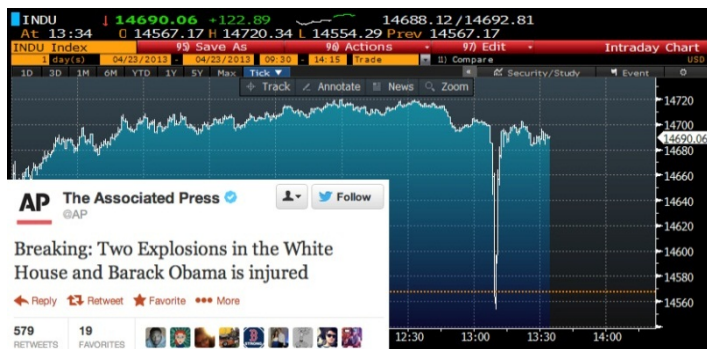 INDU ↓ 14690.06 +122.89 14688.12/14692.81
At 13:34 O 14567.17 H 14720.34 L 14554.29 Prev 14567.17
INDU Index 95) Save As 96) Actions 97) Edit Intraday Chart
1 day(s) 04/23/2013 - 04/23/2013 09:30 - 14:15 Trade 11) Compare USD
1D 3D 1M 6M YTD 1Y 5Y Max Tick ▼ « Security/Study Event
Track Annotate News Zoom
14720
14700
14690.06
14680
14660
14640
14620
14600
14580
14560
12:30 13:00 13:30 14:00
AP The Associated Press
@AP
Follow
Breaking: Two Explosions in the White
House and Barack Obama is injured
Reply Retweet Favorite More
579 19
RETWEETS FAVORITES